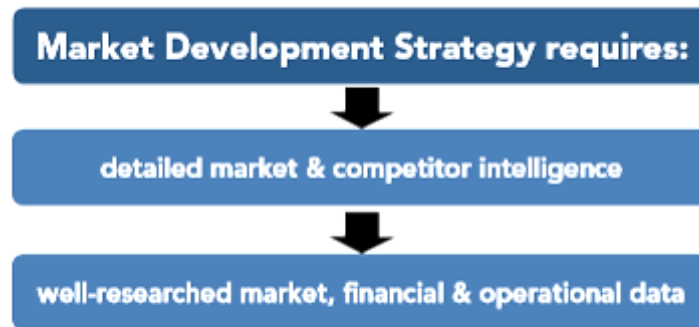 Market Development Strategy requires:
detailed market & competitor intelligence
well-researched market, financial & operational data